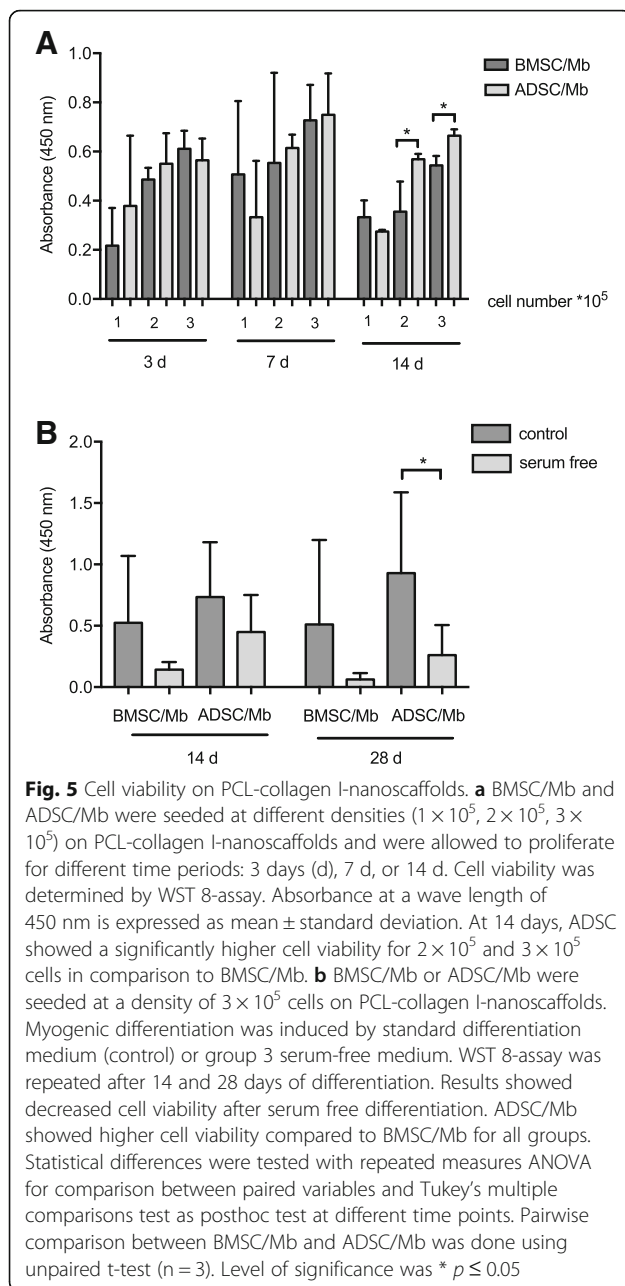 A
BMSC/Mb
ADSC/Mb
Absorbance (450 nm)
1.0
0.8
0.6
0.4
0.2
0.0
* *
1 2 3 1 2 3 1 2 3
cell number *10⁵
3 d 7 d 14 d
B
control
serum free
Absorbance (450 nm)
2.0
1.5
1.0
0.5
0.0
*
BMSC/Mb ADSC/Mb BMSC/Mb ADSC/Mb
14 d 28 d
Fig. 5 Cell viability on PCL-collagen I-nanoscaffolds. a BMSC/Mb and
ADSC/Mb were seeded at different densities (1 × 10⁵, 2 × 10⁵, 3 ×
10⁵) on PCL-collagen I-nanoscaffolds and were allowed to proliferate
for different time periods: 3 days (d), 7 d, or 14 d. Cell viability was
determined by WST 8-assay. Absorbance at a wave length of
450 nm is expressed as mean ± standard deviation. At 14 days, ADSC
showed a significantly higher cell viability for 2 × 10⁵ and 3 × 10⁵
cells in comparison to BMSC/Mb. b BMSC/Mb or ADSC/Mb were
seeded at a density of 3 × 10⁵ cells on PCL-collagen I-nanoscaffolds.
Myogenic differentiation was induced by standard differentiation
medium (control) or group 3 serum-free medium. WST 8-assay was
repeated after 14 and 28 days of differentiation. Results showed
decreased cell viability after serum free differentiation. ADSC/Mb
showed higher cell viability compared to BMSC/Mb for all groups.
Statistical differences were tested with repeated measures ANOVA
for comparison between paired variables and Tukey's multiple
comparisons test as posthoc test at different time points. Pairwise
comparison between BMSC/Mb and ADSC/Mb was done using
unpaired t-test (n = 3). Level of significance was * p ≤ 0.05